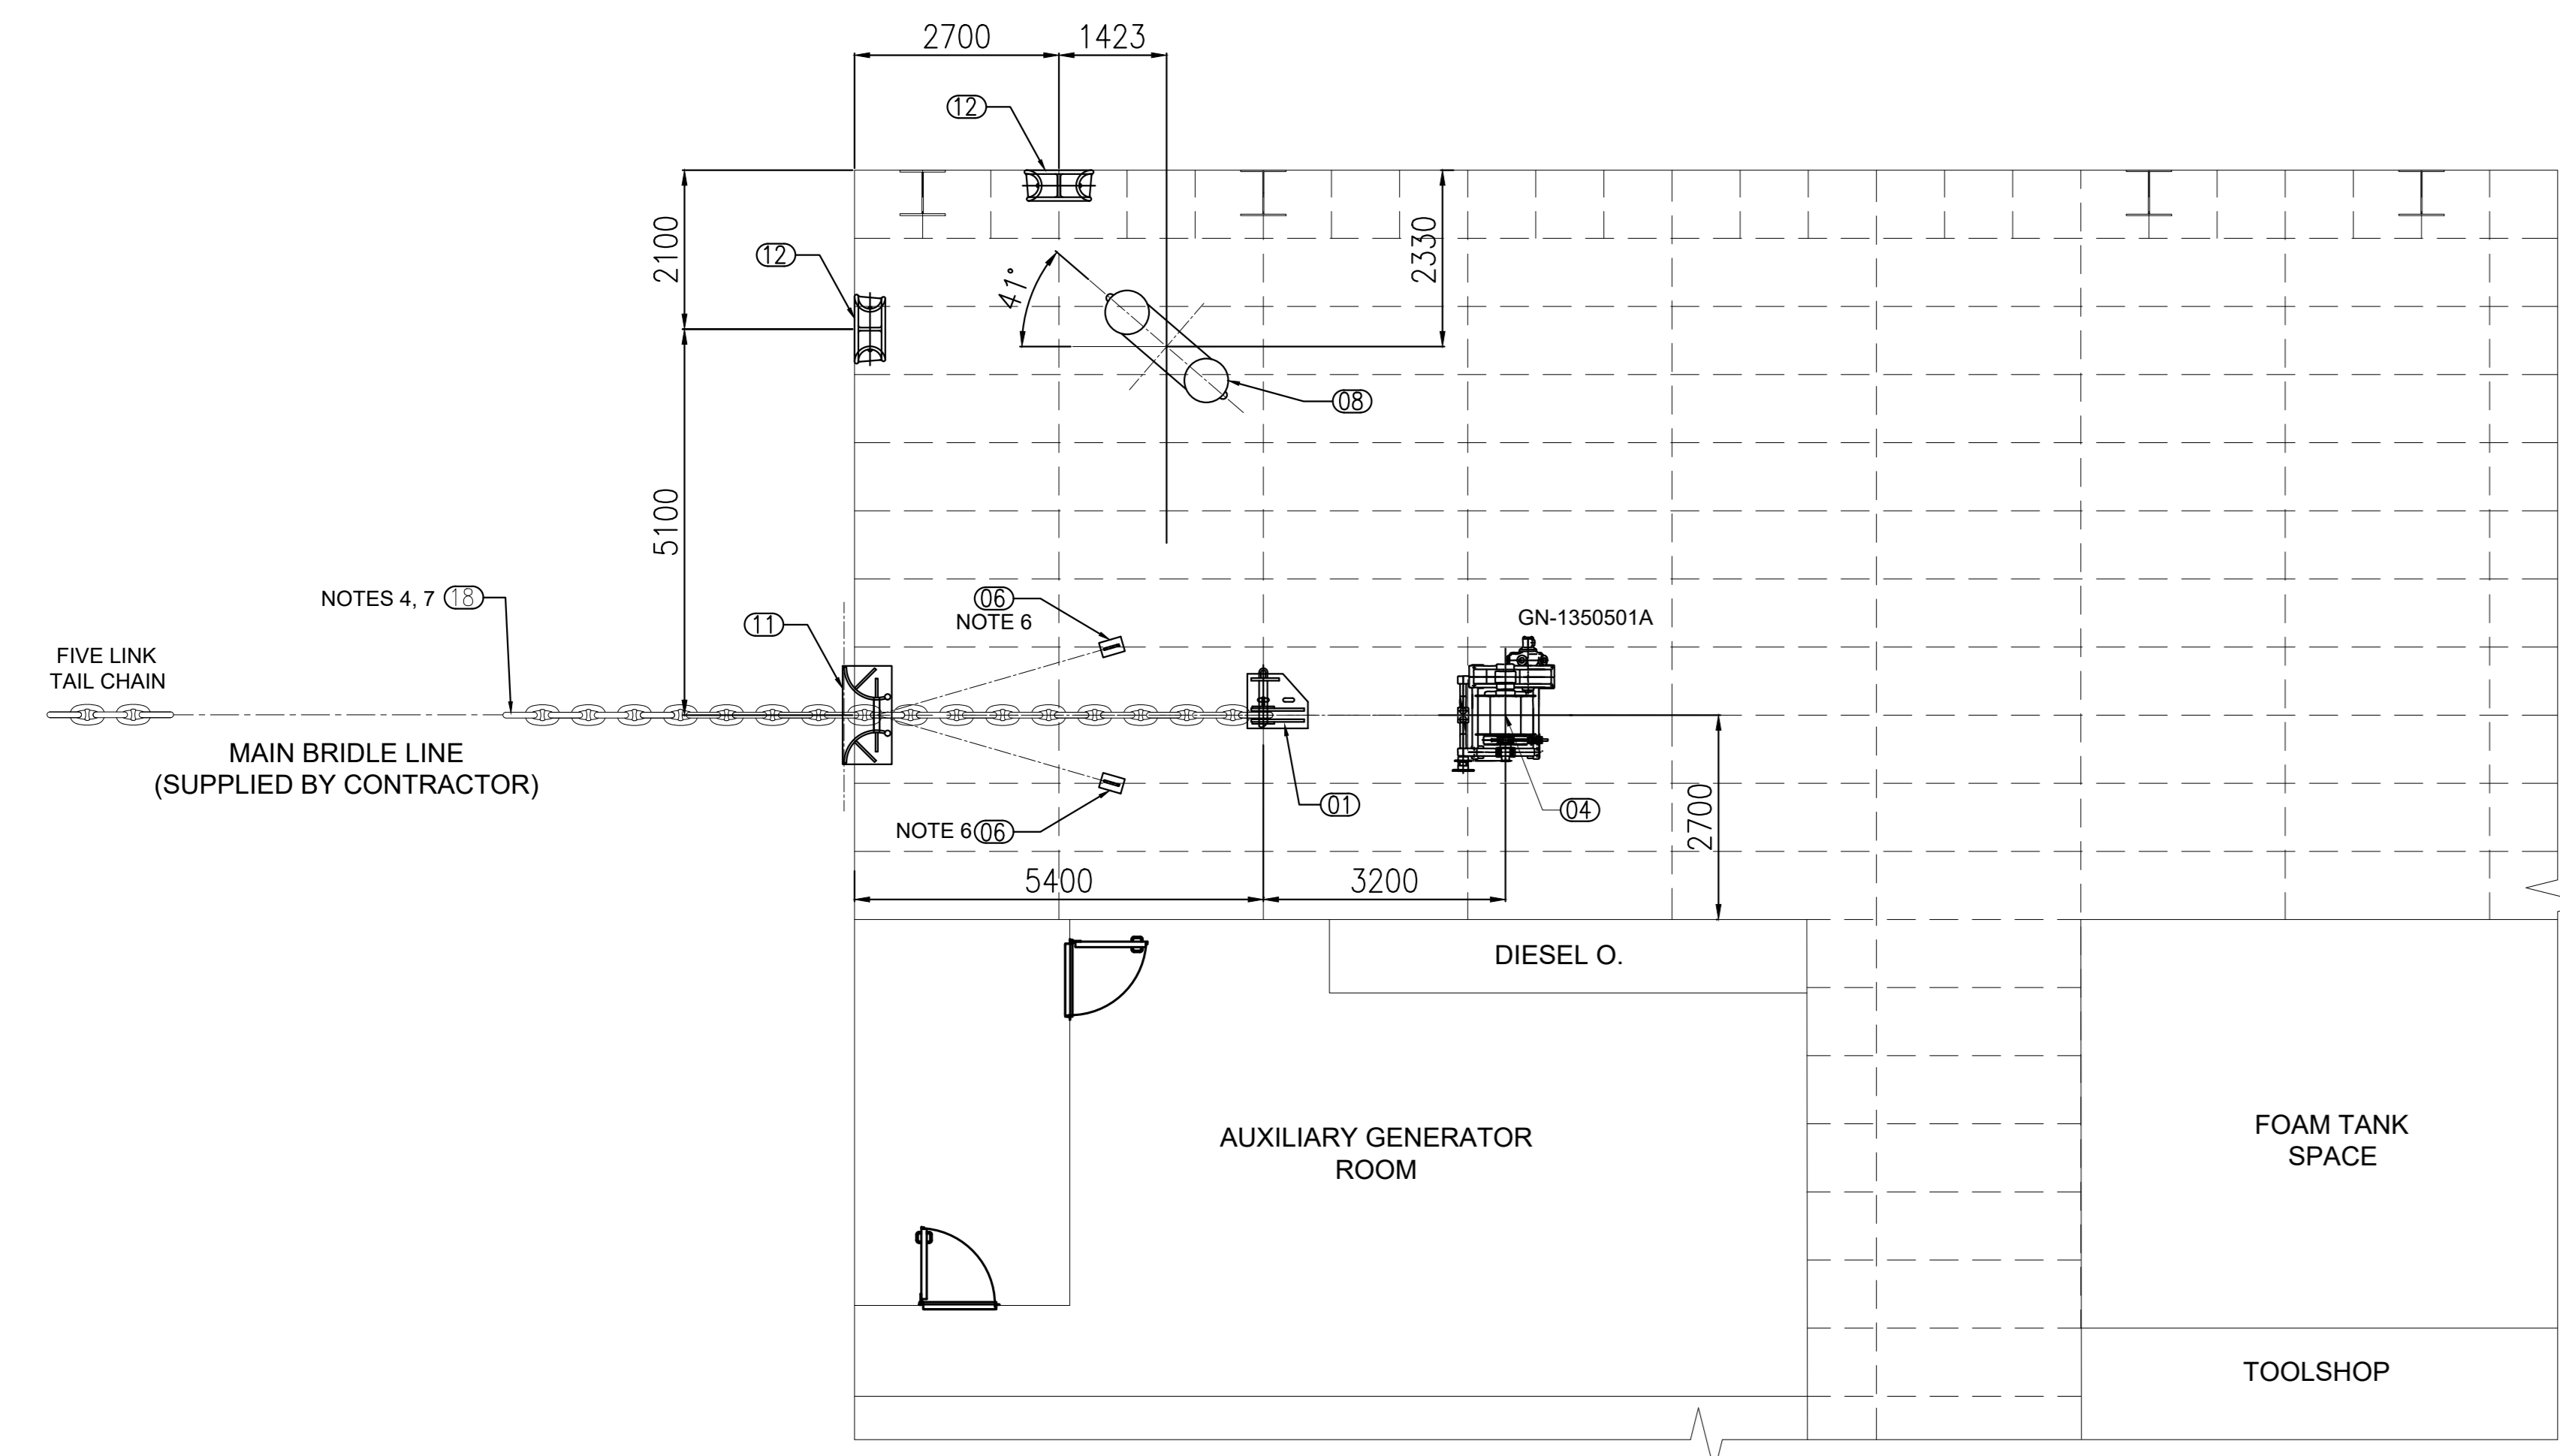 2700
1423
12
2100
2330
12
41°
08
5100
NOTES 4, 7 18
06
NOTE 6
11
GN-1350501A
FIVE LINK
TAIL CHAIN
MAIN BRIDLE LINE
(SUPPLIED BY CONTRACTOR)
NOTE 6 06
01
04
2700
5400
3200
DIESEL O.
AUXILIARY GENERATOR
ROOM
FOAM TANK
SPACE
TOOLSHOP